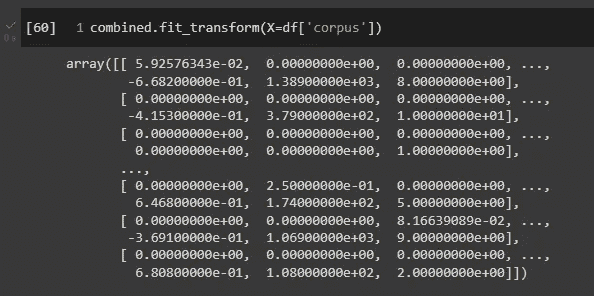 [60] 1 combined.fit_transform(X=df['corpus'])
array([[ 5.92576343e-02, 0.00000000e+00, 0.00000000e+00, ...,
-6.68200000e-01, 1.38900000e+03, 8.00000000e+00],
[ 0.00000000e+00, 0.00000000e+00, 0.00000000e+00, ...,
-4.15300000e-01, 3.79000000e+02, 1.00000000e+01],
[ 0.00000000e+00, 0.00000000e+00, 0.00000000e+00, ...,
0.00000000e+00, 0.00000000e+00, 1.00000000e+00],
...,
[ 0.00000000e+00, 2.50000000e-01, 0.00000000e+00, ...,
6.46800000e-01, 1.74000000e+02, 5.00000000e+00],
[ 0.00000000e+00, 0.00000000e+00, 8.16639089e-02, ...,
-3.69100000e-01, 1.06900000e+03, 9.00000000e+00],
[ 0.00000000e+00, 0.00000000e+00, 0.00000000e+00, ...,
6.80800000e-01, 1.08000000e+02, 2.00000000e+00]])